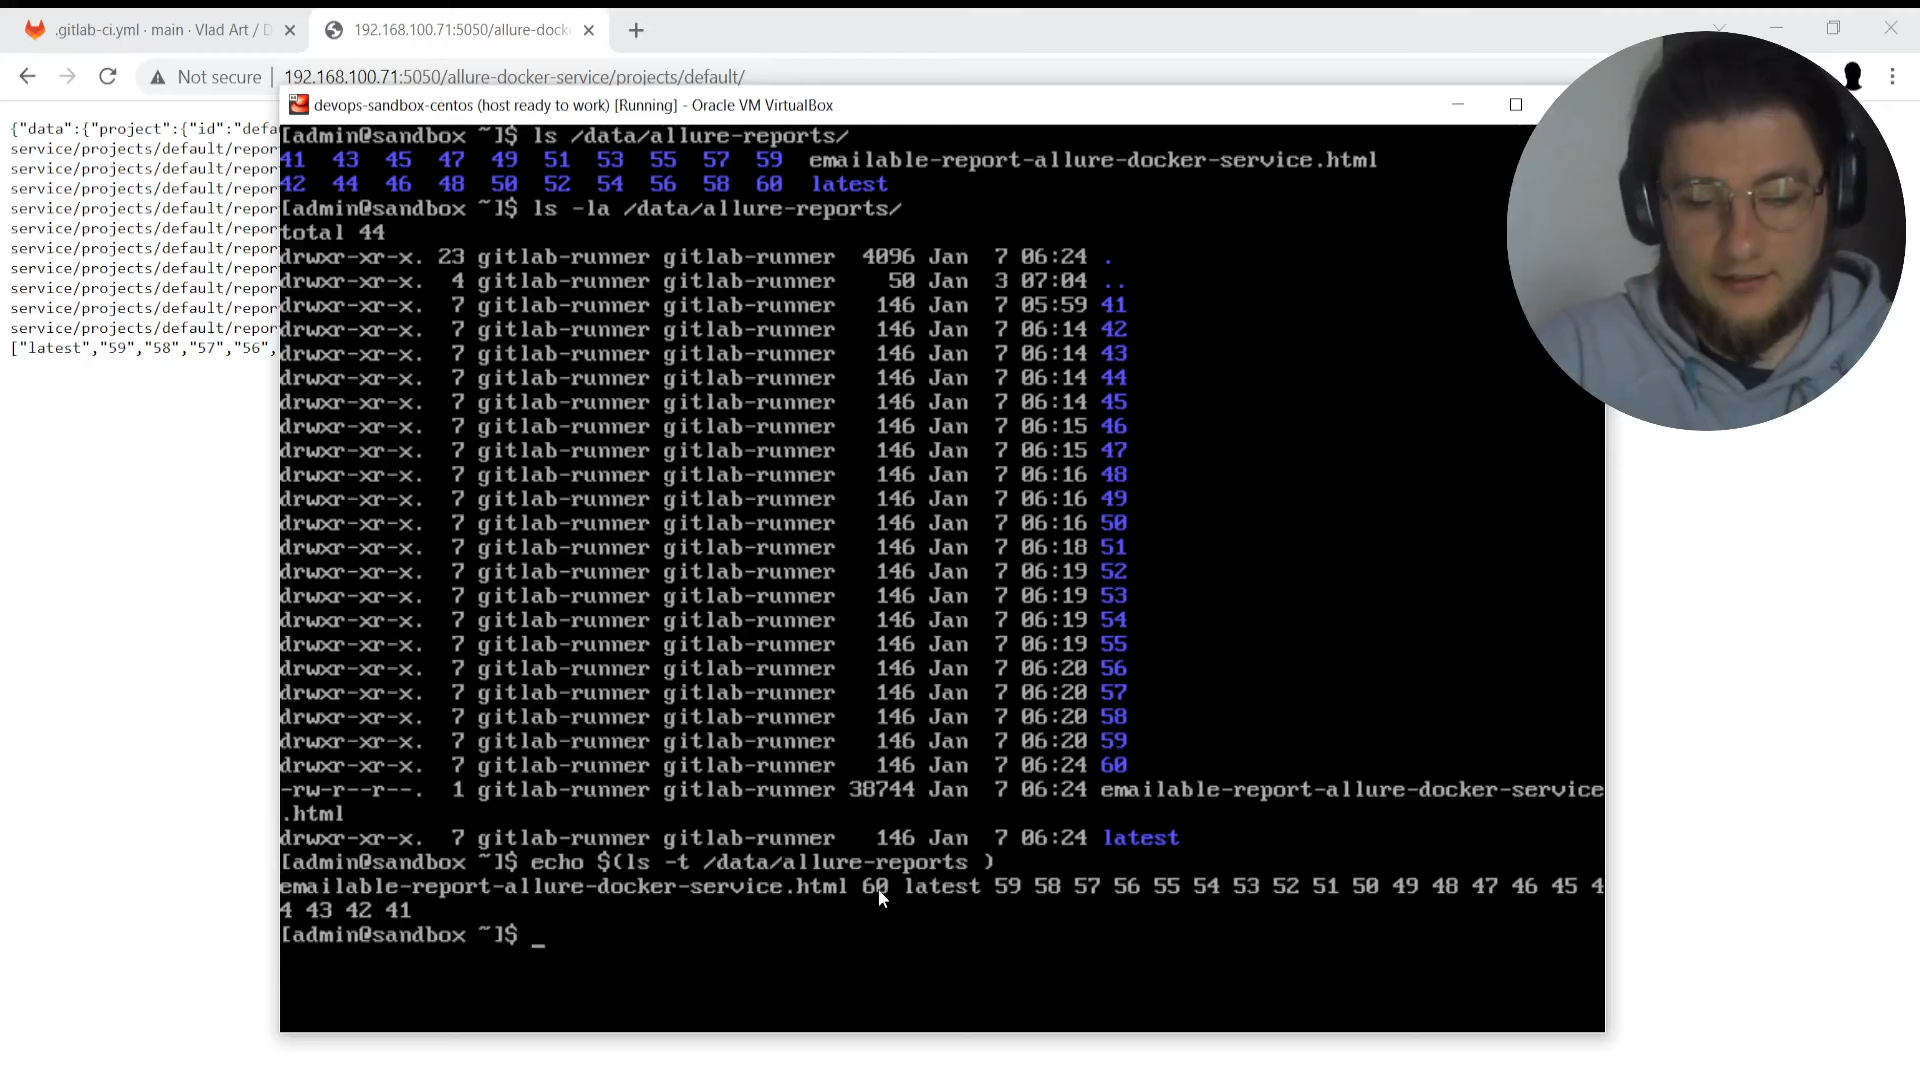 .gitlab-ci.yml · main · Vlad Art / D
192.168.100.71:5050/allure-dock
Not secure
192.168.100.71:5050/allure-docker-service/projects/default/
{"data":{"project":{"id":"defa
service/projects/default/repor
service/projects/default/repor
service/projects/default/repor
service/projects/default/repor
service/projects/default/repor
service/projects/default/repor
service/projects/default/repor
service/projects/default/repor
service/projects/default/repor
service/projects/default/repor
["latest","59","58","57","56",
devops-sandbox-centos (host ready to work) [Running] - Oracle VM VirtualBox
[admin@sandbox ~]$ ls /data/allure-reports/
41 43 45 47 49 51 53 55 57 59 emailable-report-allure-docker-service.html
42 44 46 48 50 52 54 56 58 60 latest
[admin@sandbox ~]$ ls -la /data/allure-reports/
total 44
drwxr-xr-x. 23 gitlab-runner gitlab-runner 4096 Jan 7 06:24 .
drwxr-xr-x. 4 gitlab-runner gitlab-runner 50 Jan 3 07:04 ..
drwxr-xr-x. 7 gitlab-runner gitlab-runner 146 Jan 7 05:59 41
drwxr-xr-x. 7 gitlab-runner gitlab-runner 146 Jan 7 06:14 42
drwxr-xr-x. 7 gitlab-runner gitlab-runner 146 Jan 7 06:14 43
drwxr-xr-x. 7 gitlab-runner gitlab-runner 146 Jan 7 06:14 44
drwxr-xr-x. 7 gitlab-runner gitlab-runner 146 Jan 7 06:14 45
drwxr-xr-x. 7 gitlab-runner gitlab-runner 146 Jan 7 06:15 46
drwxr-xr-x. 7 gitlab-runner gitlab-runner 146 Jan 7 06:15 47
drwxr-xr-x. 7 gitlab-runner gitlab-runner 146 Jan 7 06:16 48
drwxr-xr-x. 7 gitlab-runner gitlab-runner 146 Jan 7 06:16 49
drwxr-xr-x. 7 gitlab-runner gitlab-runner 146 Jan 7 06:16 50
drwxr-xr-x. 7 gitlab-runner gitlab-runner 146 Jan 7 06:18 51
drwxr-xr-x. 7 gitlab-runner gitlab-runner 146 Jan 7 06:19 52
drwxr-xr-x. 7 gitlab-runner gitlab-runner 146 Jan 7 06:19 53
drwxr-xr-x. 7 gitlab-runner gitlab-runner 146 Jan 7 06:19 54
drwxr-xr-x. 7 gitlab-runner gitlab-runner 146 Jan 7 06:19 55
drwxr-xr-x. 7 gitlab-runner gitlab-runner 146 Jan 7 06:20 56
drwxr-xr-x. 7 gitlab-runner gitlab-runner 146 Jan 7 06:20 57
drwxr-xr-x. 7 gitlab-runner gitlab-runner 146 Jan 7 06:20 58
drwxr-xr-x. 7 gitlab-runner gitlab-runner 146 Jan 7 06:20 59
drwxr-xr-x. 7 gitlab-runner gitlab-runner 146 Jan 7 06:24 60
-rw-r--r--. 1 gitlab-runner gitlab-runner 38744 Jan 7 06:24 emailable-report-allure-docker-service
.html
drwxr-xr-x. 7 gitlab-runner gitlab-runner 146 Jan 7 06:24 latest
[admin@sandbox ~]$ echo $(ls -t /data/allure-reports )
emailable-report-allure-docker-service.html 60 latest 59 58 57 56 55 54 53 52 51 50 49 48 47 46 45 4
4 43 42 41
[admin@sandbox ~]$ _